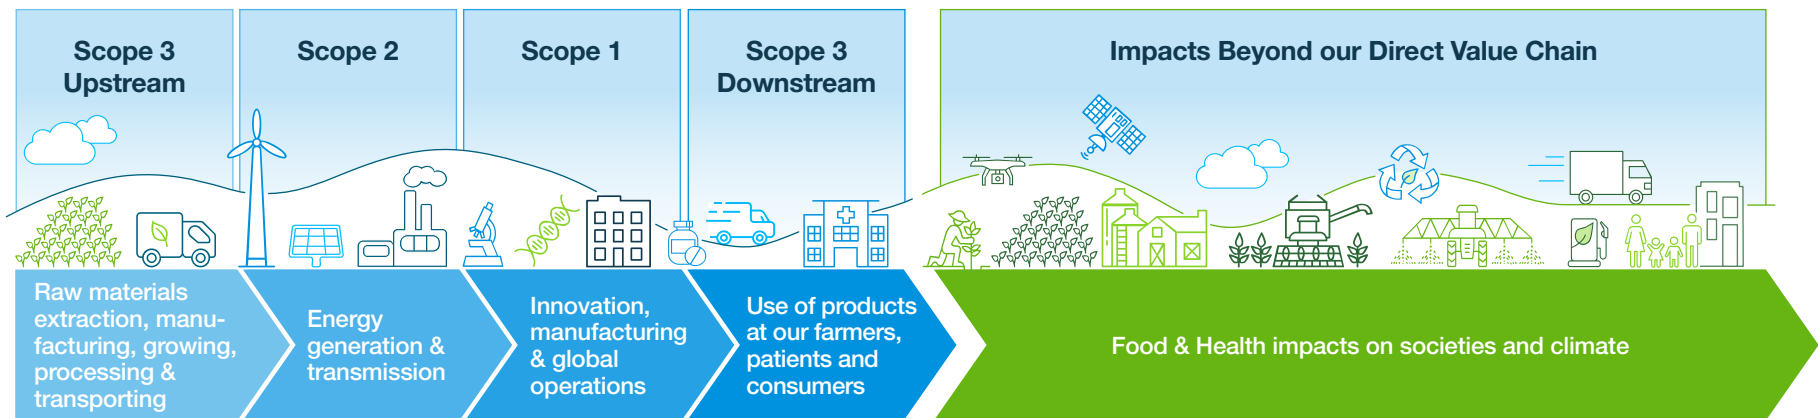 Scope 3
Upstream
Scope 2
Scope 1
Scope 3
Downstream
Impacts Beyond our Direct Value Chain
Raw materials
extraction, manu-
facturing, growing,
processing &
transporting
Energy
generation &
transmission
Innovation,
manufacturing
& global
operations
Use of products
at our farmers,
patients and
consumers
Food & Health impacts on societies and climate